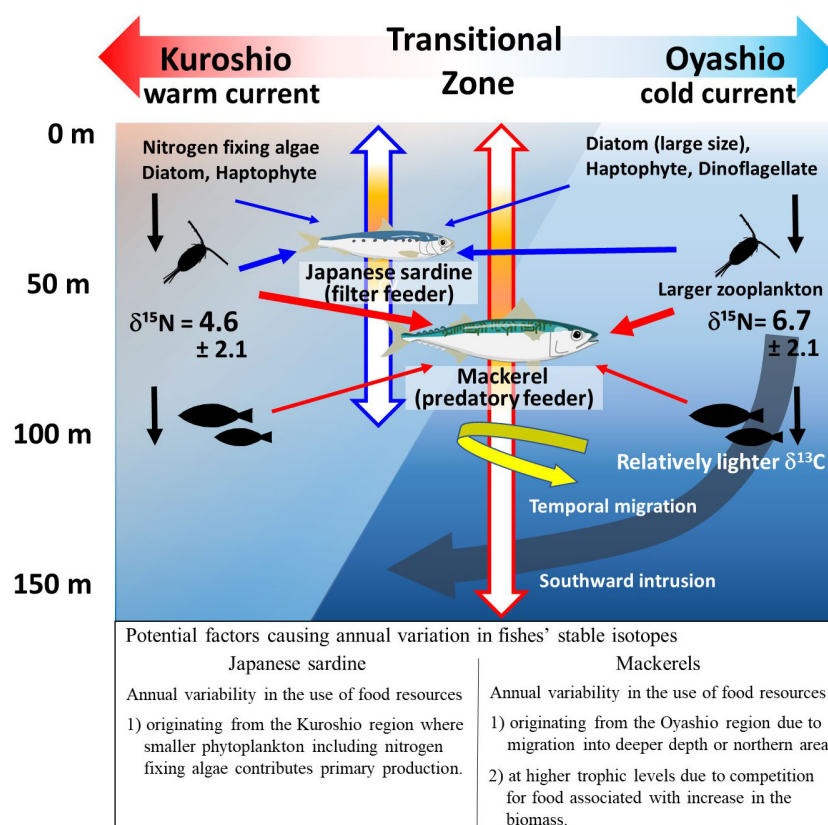 Kuroshio
warm current
Transitional
Zone
Oyashio
cold current
0 m
50 m
100 m
150 m
Nitrogen fixing algae
Diatom, Haptophyte
Diatom (large size),
Haptophyte, Dinoflagellate
Japanese sardine
(filter feeder)
Larger zooplankton
δ¹⁵N = 4.6
± 2.1
δ¹⁵N = 6.7
± 2.1
Mackerel
(predatory feeder)
Relatively lighter δ¹³C
Temporal migration
Southward intrusion
Potential factors causing annual variation in fishes' stable isotopes
Japanese sardine
Annual variability in the use of food resources
1) originating from the Kuroshio region where
smaller phytoplankton including nitrogen
fixing algae contributes primary production.
Mackerels
Annual variability in the use of food resources
1) originating from the Oyashio region due to
migration into deeper depth or northern area
2) at higher trophic levels due to competition
for food associated with increase in the
biomass.